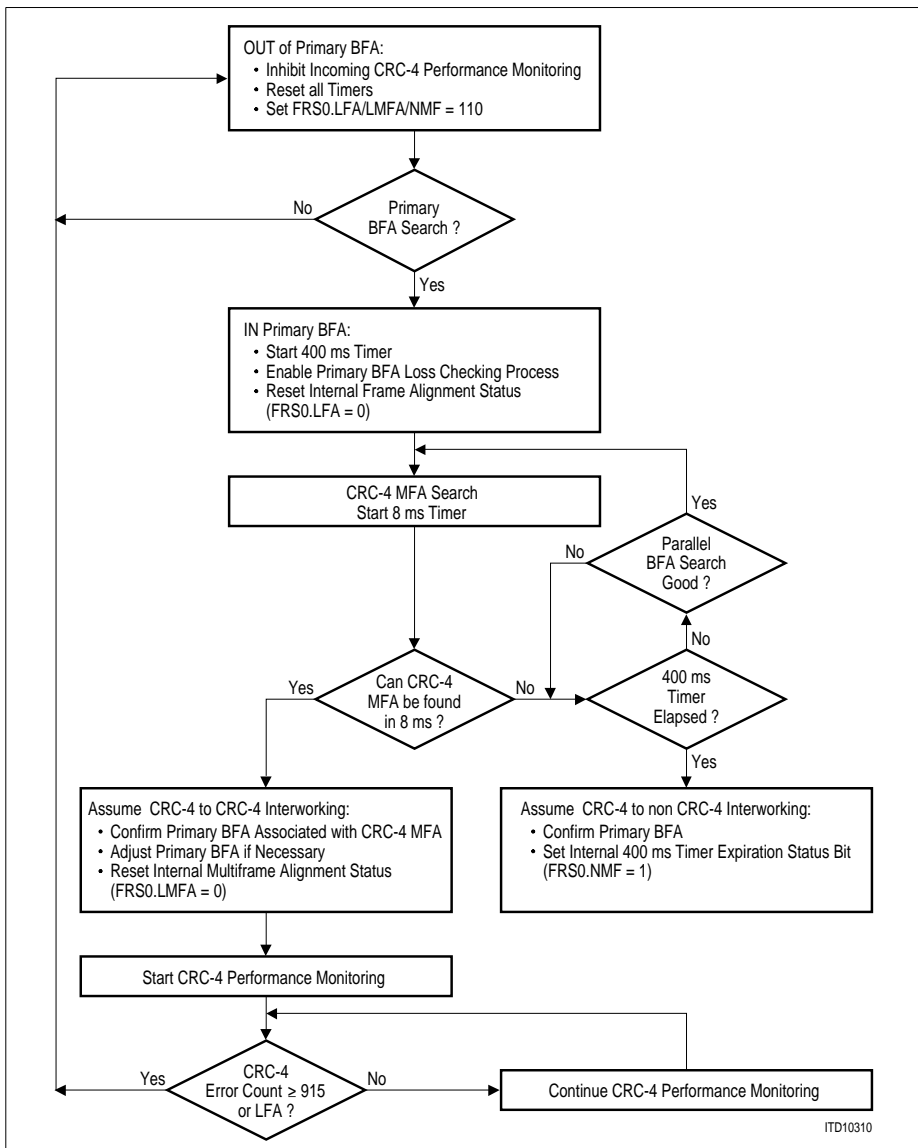 OUT of Primary BFA:
• Inhibit Incoming CRC-4 Performance Monitoring
• Reset all Timers
• Set FRS0.LFA/LMFA/NMF = 110
No
Primary
BFA Search ?
Yes
IN Primary BFA:
• Start 400 ms Timer
• Enable Primary BFA Loss Checking Process
• Reset Internal Frame Alignment Status
(FRS0.LFA = 0)
CRC-4 MFA Search
Start 8 ms Timer
Yes
No
Parallel
BFA Search
Good ?
No
Yes
Can CRC-4
MFA be found
in 8 ms ?
No
400 ms
Timer
Elapsed ?
Yes
Assume CRC-4 to CRC-4 Interworking:
• Confirm Primary BFA Associated with CRC-4 MFA
• Adjust Primary BFA if Necessary
• Reset Internal Multiframe Alignment Status
(FRS0.LMFA = 0)
Assume CRC-4 to non CRC-4 Interworking:
• Confirm Primary BFA
• Set Internal 400 ms Timer Expiration Status Bit
(FRS0.NMF = 1)
Start CRC-4 Performance Monitoring
Yes
CRC-4
Error Count ≥ 915
or LFA ?
No
Continue CRC-4 Performance Monitoring
ITD10310